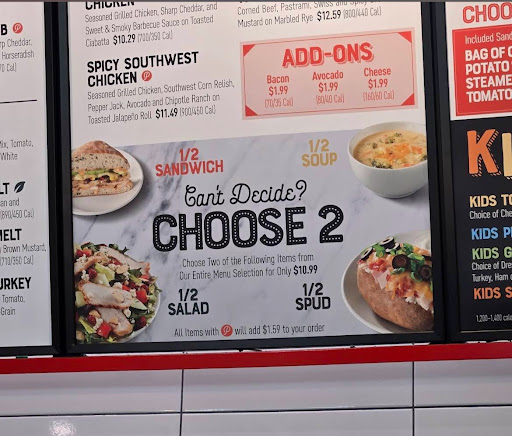 B
p Cheddar,
Horseradish
70 Cal)
Mix, Tomato,
White
LT
an and
(890/450 Cal)
MELT
y Brown Mustard,
(710/350 Cal)
TURKEY
Tomato,
Grain
CHICKEN
Seasoned Grilled Chicken, Sharp Cheddar, and
Sweet & Smoky Barbecue Sauce on Toasted
Ciabatta $10.29 (700/350 Cal)
SPICY SOUTHWEST
CHICKEN
Seasoned Grilled Chicken, Southwest Corn Relish,
Pepper Jack, Avocado and Chipotle Ranch on
Toasted Jalapeño Roll $11.49 (900/450 Cal)
Corned Beef, Pastrami, Swiss and Spicy
Mustard on Marbled Rye $12.59 (880/440 Cal)
ADD-ONS
Bacon
$1.99
(70/35 Cal)
Avocado
$1.99
(80/40 Cal)
Cheese
$1.99
(160/60 Cal)
1/2
SANDWICH
1/2
SOUP
Can't Decide?
CHOOSE 2
Choose Two of the Following Items from
Our Entire Menu Selection for Only $10.99
1/2
SALAD
1/2
SPUD
All Items with P will add $1.59 to your order
CHOO
Included Sand
BAG OF C
POTATO
STEAME
TOMATO
KI
KIDS TO
Choice of Che
KIDS P
KIDS G
Choice of Dre
Turkey, Ham o
KIDS S
1,200-1,400 calo